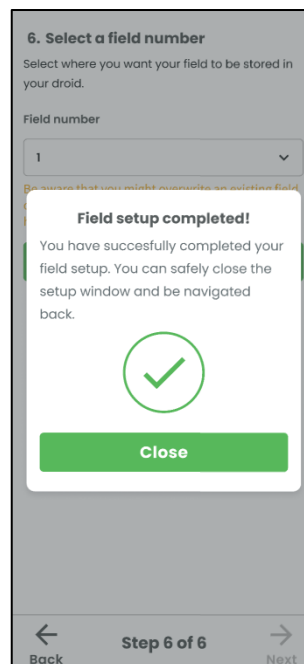 6. Select a field number
Select where you want your field to be stored in
your droid.
Field number
1
Be aware that you might overwrite an existing field
Field setup completed!
You have succesfully completed your
field setup. You can safely close the
setup window and be navigated
back.
Close
Back
Step 6 of 6
Next